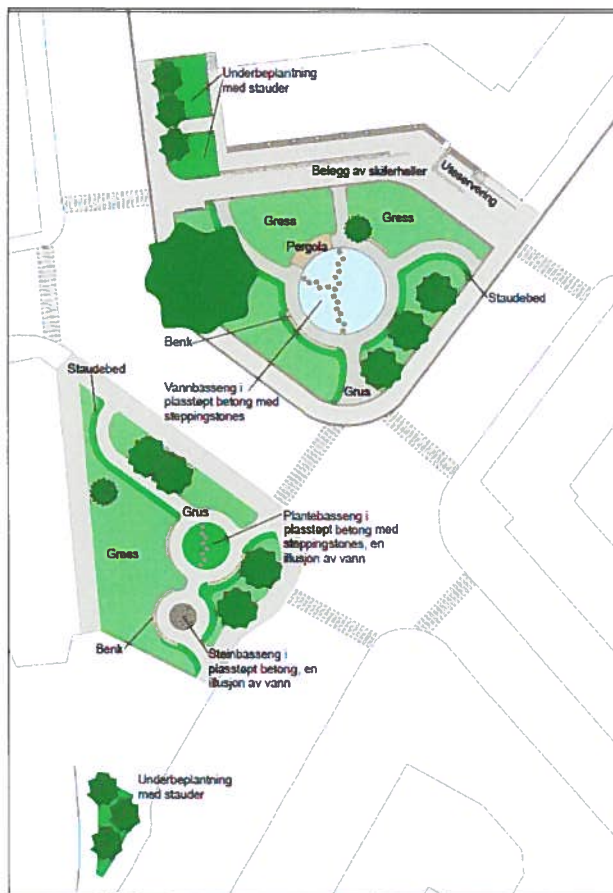 Underbeplantning
med stauder
Belegg av skiferheller
Uteservering
Gress
Gress
Pergola
Staudebed
Benk
Vannbasseng i
plasstøpt betong med
steppingstones
Grus
Staudebed
Grus
Plantebasseng i
plasstøpt betong med
steppingstones, en
illusjon av vann
Gress
Benk
Steinbasseng i
plasstøpt betong, en
illusjon av vann
Underbeplantning
med stauder